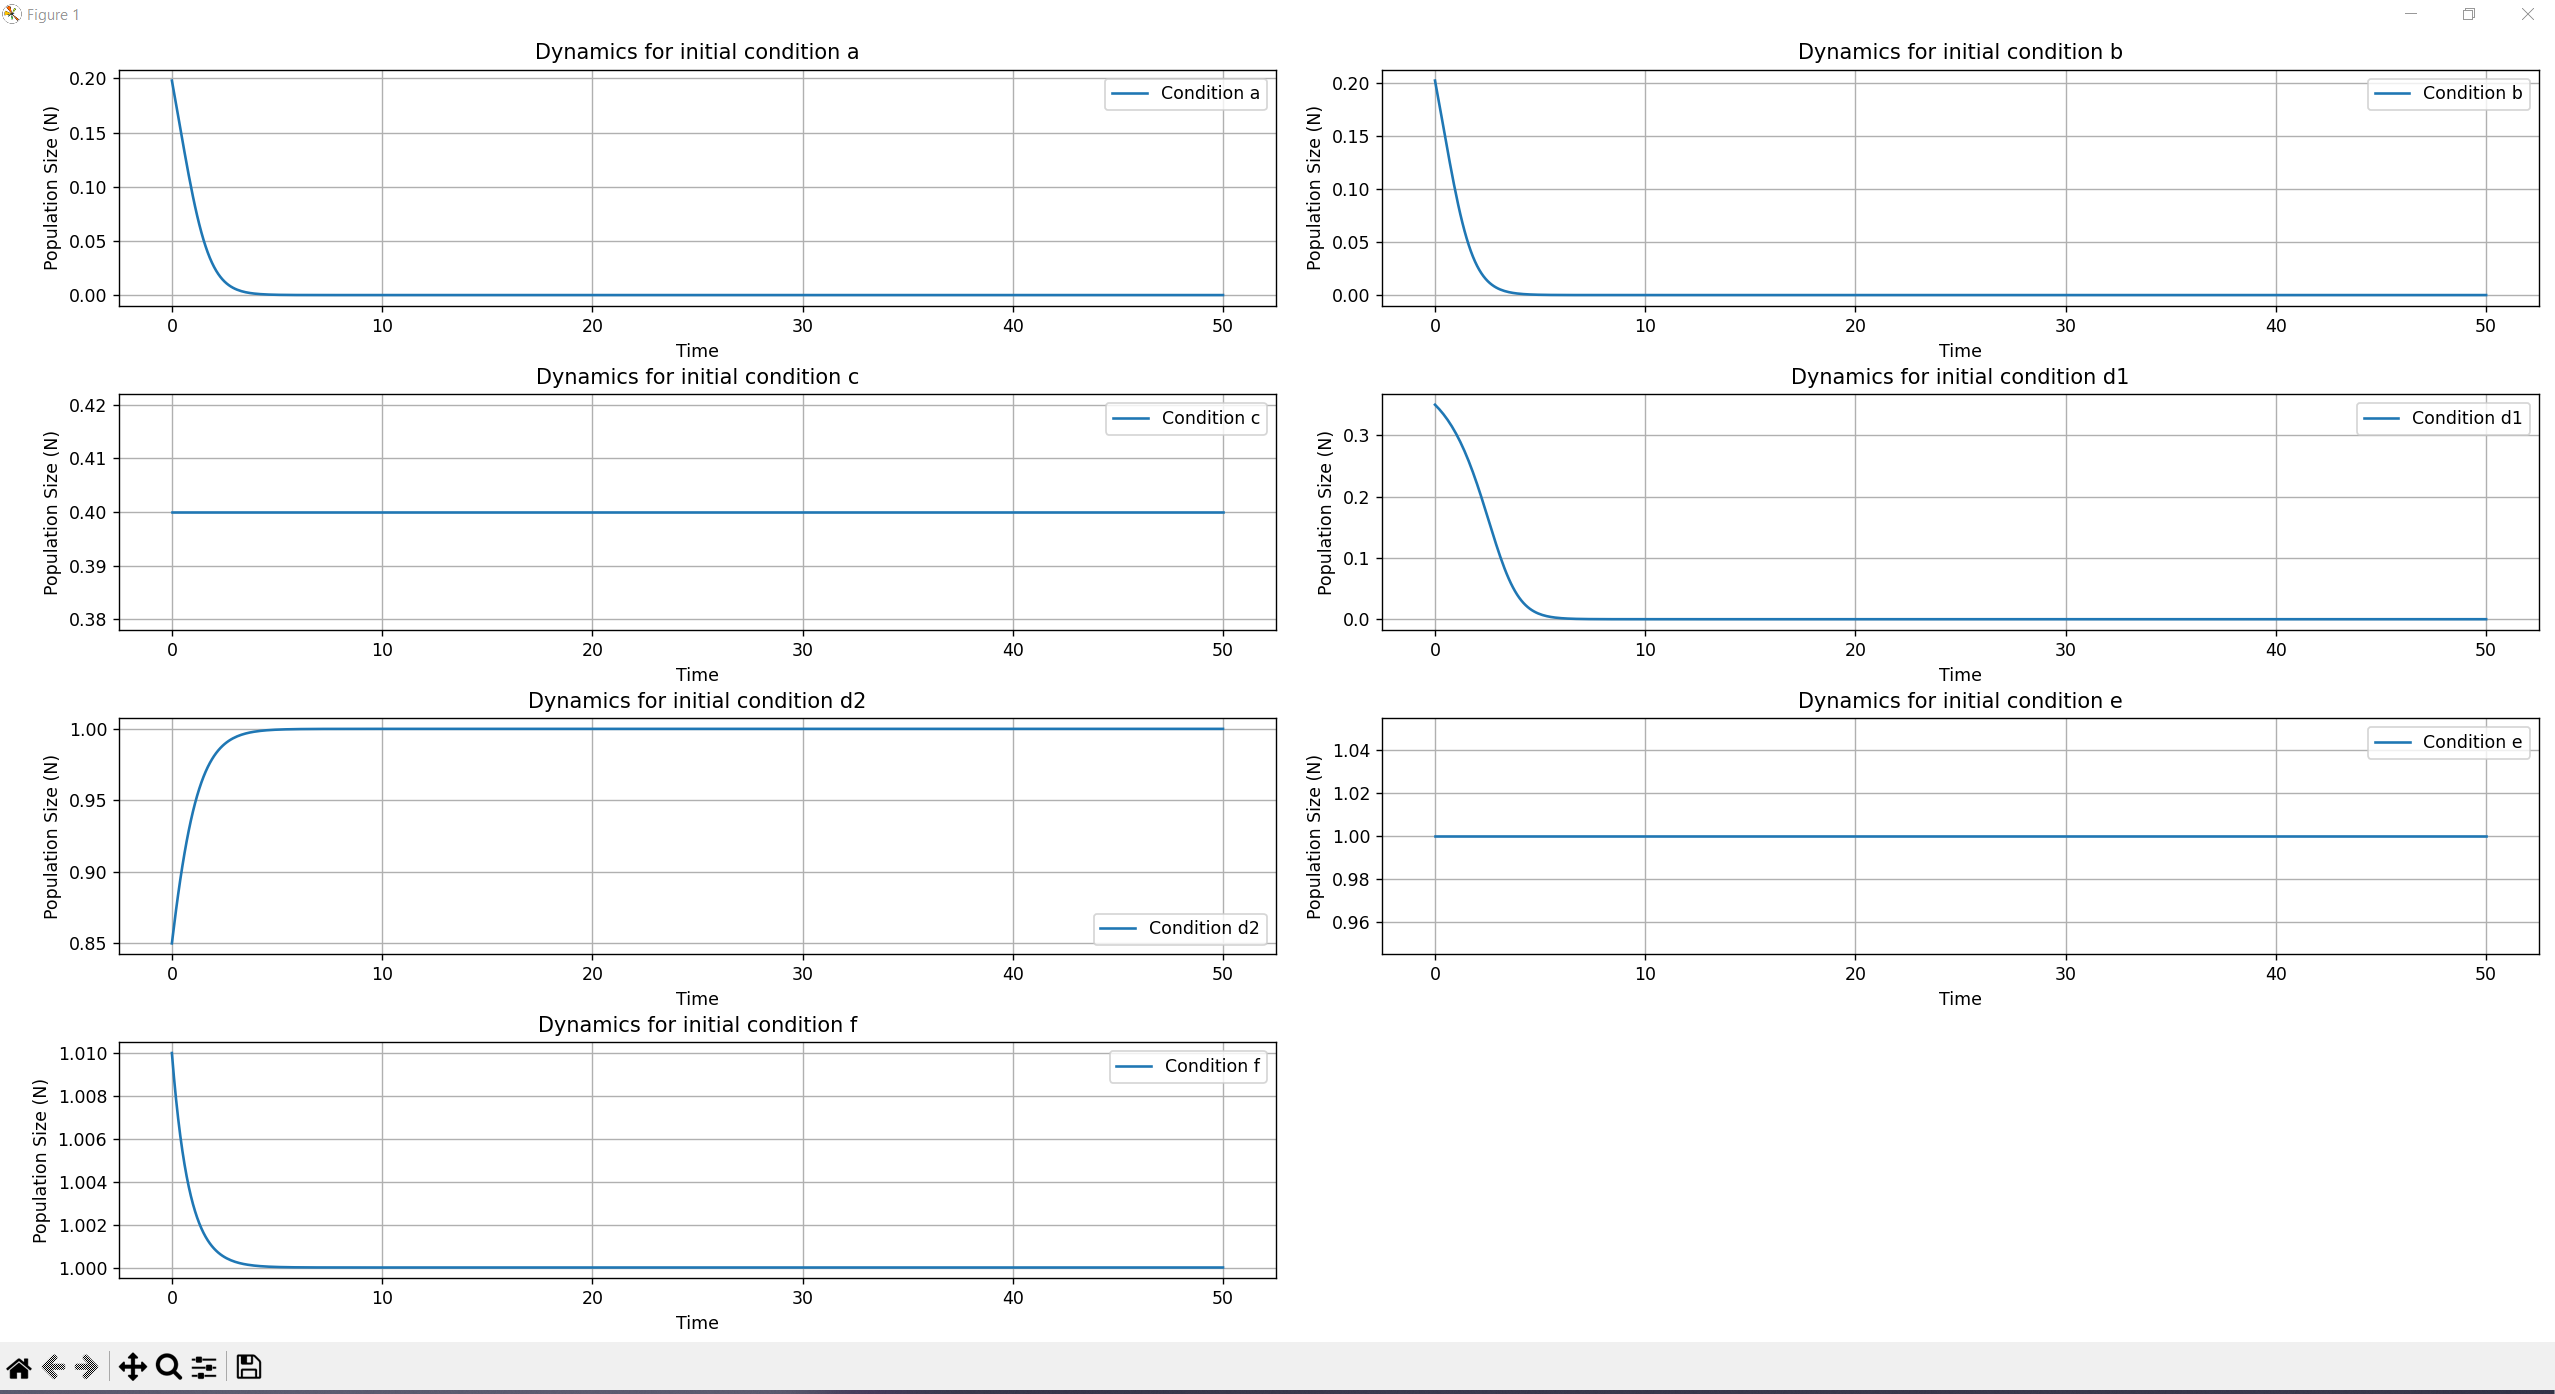 Figure 1
Dynamics for initial condition a
Population Size (N)
0.20
0.15
0.10
0.05
0.00
Condition a
0 10 20 30 40 50
Time
Dynamics for initial condition b
Population Size (N)
0.20
0.15
0.10
0.05
0.00
Condition b
0 10 20 30 40 50
Time
Dynamics for initial condition c
Population Size (N)
0.42
0.41
0.40
0.39
0.38
Condition c
0 10 20 30 40 50
Time
Dynamics for initial condition d1
Population Size (N)
0.3
0.2
0.1
0.0
Condition d1
0 10 20 30 40 50
Time
Dynamics for initial condition d2
Population Size (N)
1.00
0.95
0.90
0.85
Condition d2
0 10 20 30 40 50
Time
Dynamics for initial condition e
Population Size (N)
1.04
1.02
1.00
0.98
0.96
Condition e
0 10 20 30 40 50
Time
Dynamics for initial condition f
Population Size (N)
1.010
1.008
1.006
1.004
1.002
1.000
Condition f
0 10 20 30 40 50
Time